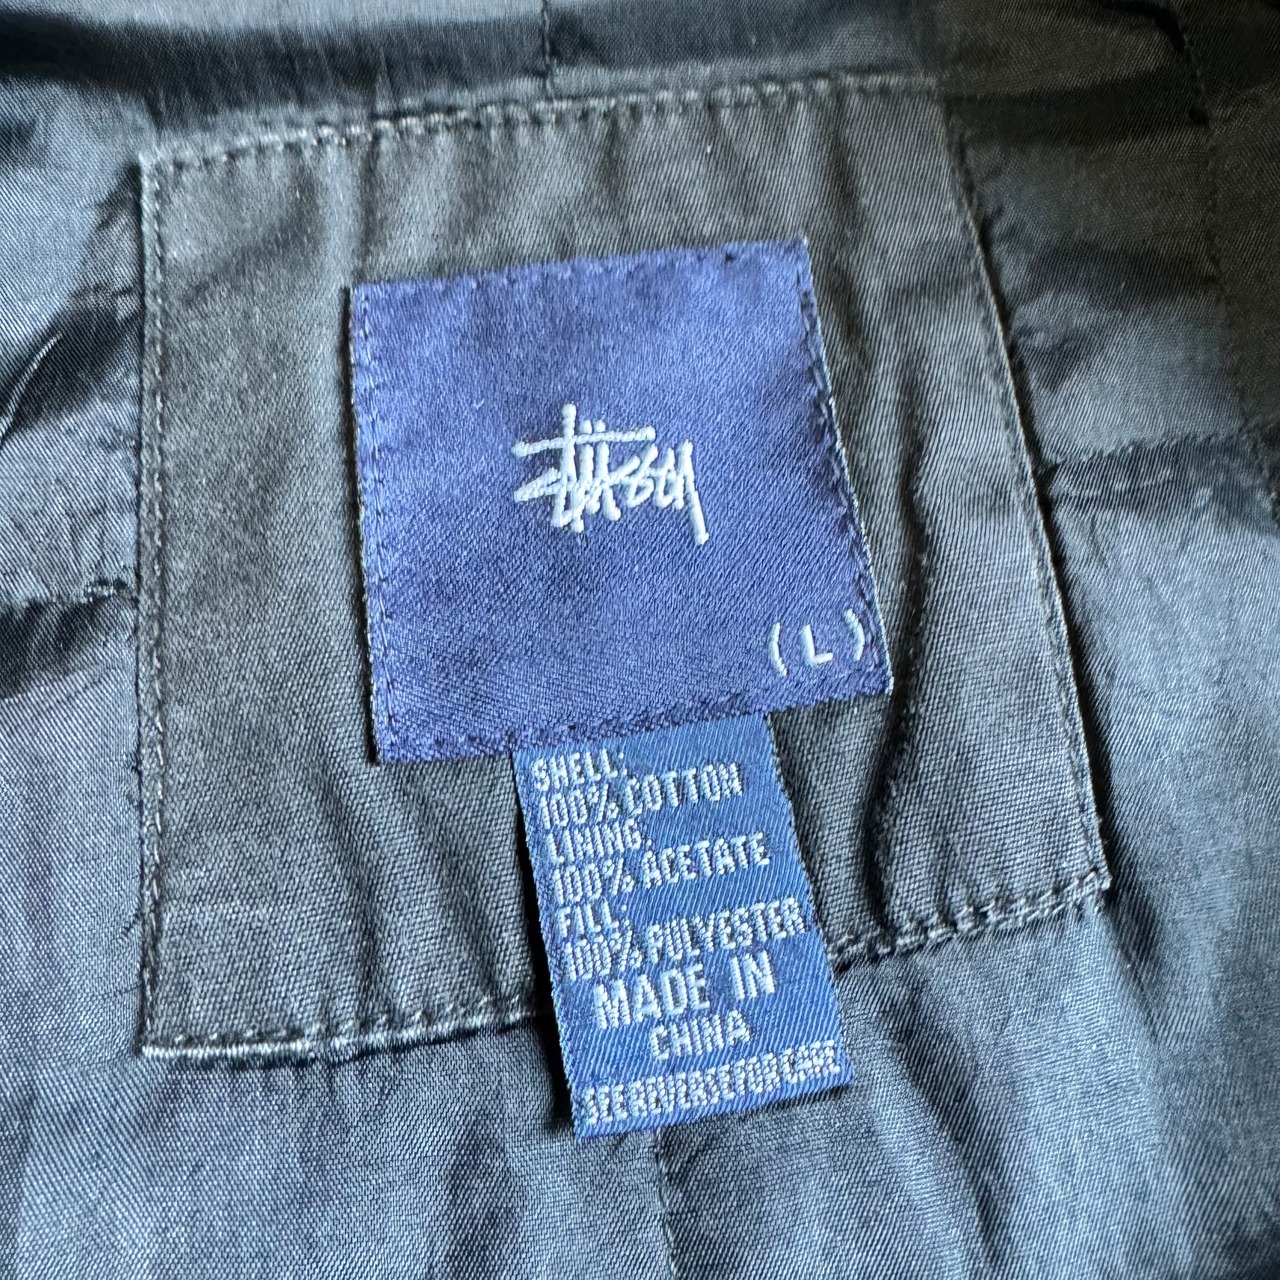 Stüssy
(L)
SHELL:
100% COTTON
LINING:
100% ACETATE
FILL:
100% POLYESTER
MADE IN
CHINA
SEE REVERSE FOR CARE